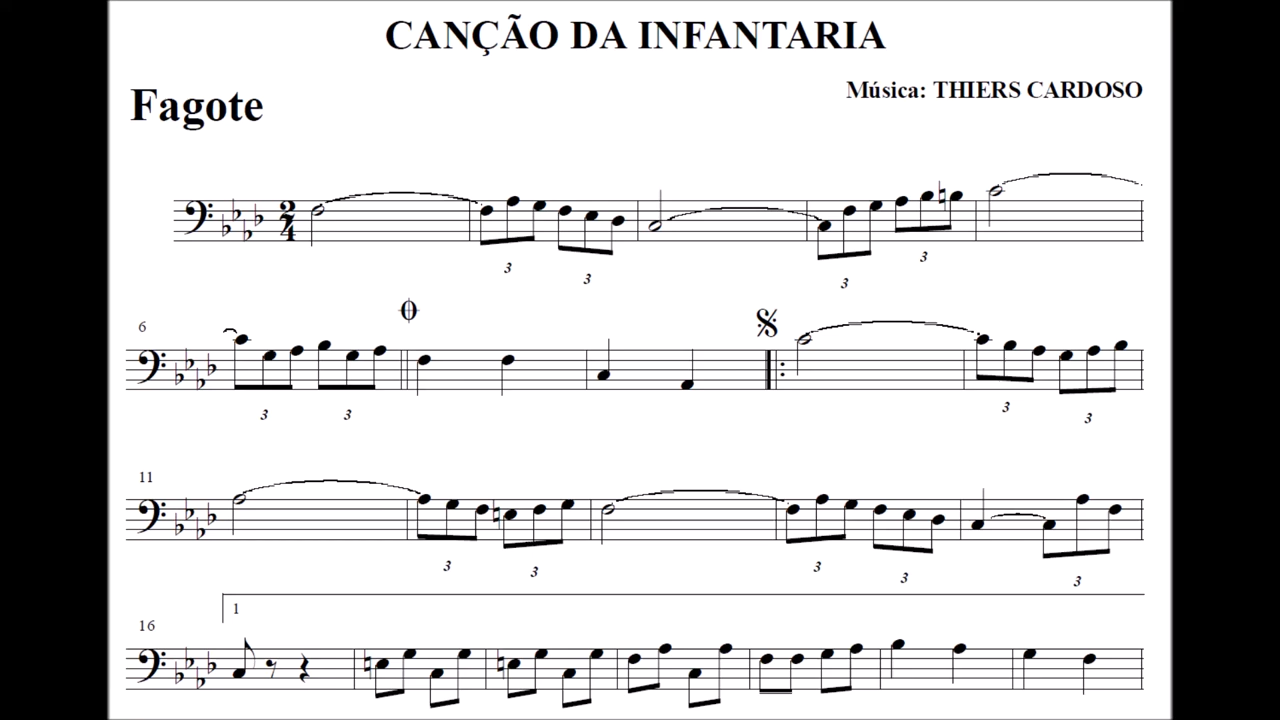 CANÇÃO DA INFANTARIA
Fagote
Música: THIERS CARDOSO
2
4
3 3 3 3
6
3 3 3 3
11
3 3 3 3 3
1
16